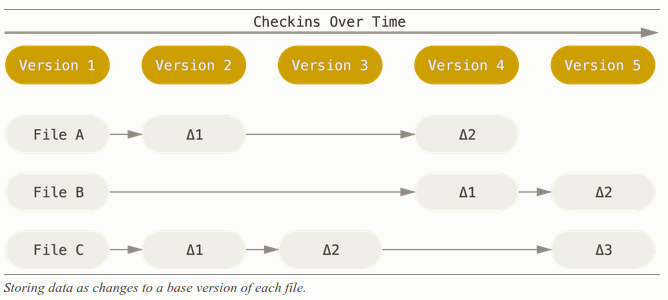 Checkins Over Time
Version 1 Version 2 Version 3 Version 4 Version 5
File A Δ1 Δ2
File B Δ1 Δ2
File C Δ1 Δ2 Δ3
Storing data as changes to a base version of each file.